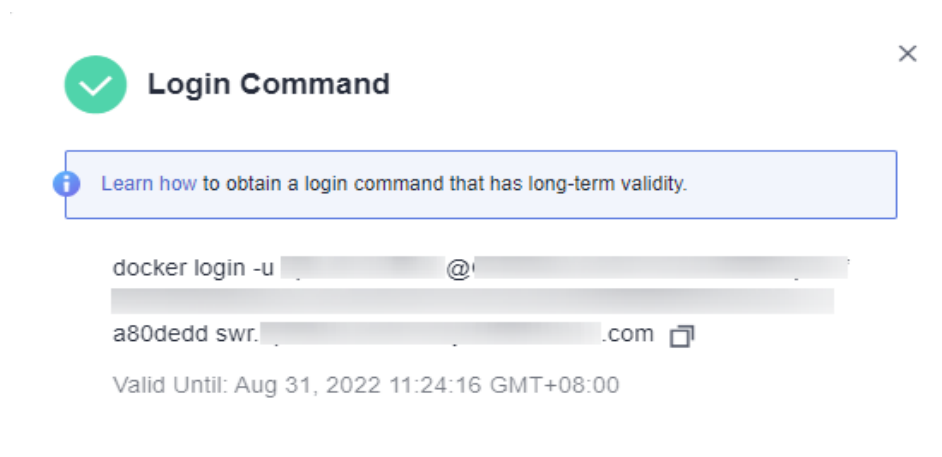 Login Command
Learn how to obtain a login command that has long-term validity.
docker login -u @
a80dedd swr. .com
Valid Until: Aug 31, 2022 11:24:16 GMT+08:00